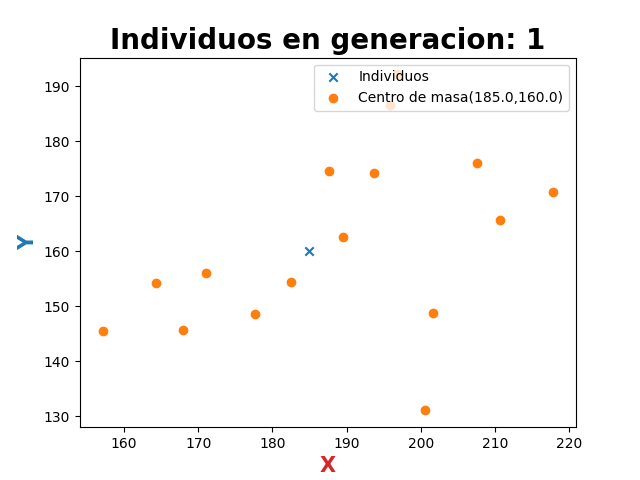 Individuos en generacion: 1
Individuos
Centro de masa(185.0,160.0)
190
180
170
160
150
140
130
Y
160 170 180 190 200 210 220
X